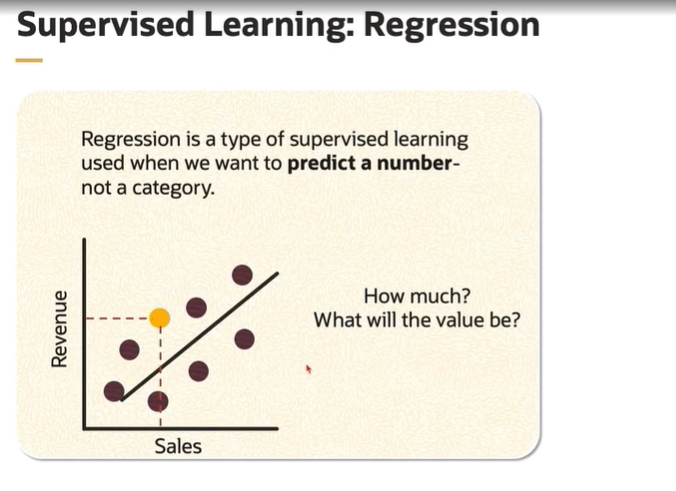 Supervised Learning: Regression
Regression is a type of supervised learning
used when we want to predict a number-
not a category.
How much?
What will the value be?
Revenue
Sales